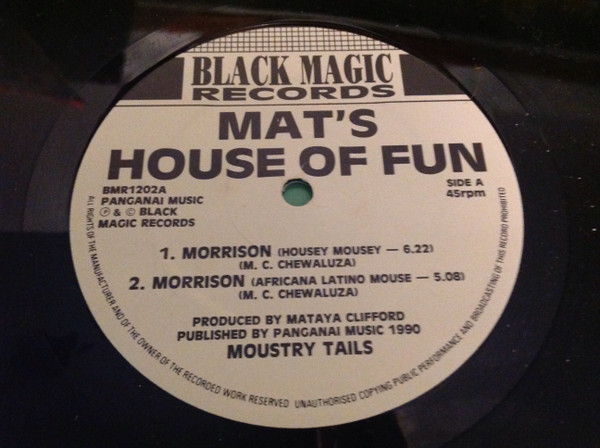 BLACK MAGIC
RECORDS
MAT'S
HOUSE OF FUN
BMR1202A
PANGANAI MUSIC
℗ & © BLACK
MAGIC RECORDS
SIDE A
45rpm
1. MORRISON (HOUSEY MOUSEY — 6.22)
(M. C. CHEWALUZA)
2. MORRISON (AFRICANA LATINO MOUSE — 5.08)
(M. C. CHEWALUZA)
PRODUCED BY MATAYA CLIFFORD
PUBLISHED BY PANGANAI MUSIC 1990
MOUSTRY TAILS
ALL RIGHTS OF THE MANUFACTURER AND OF THE OWNER OF THE RECORDED WORK RESERVED UNAUTHORISED COPYING PUBLIC PERFORMANCE AND BROADCASTING OF THIS RECORD PROHIBITED